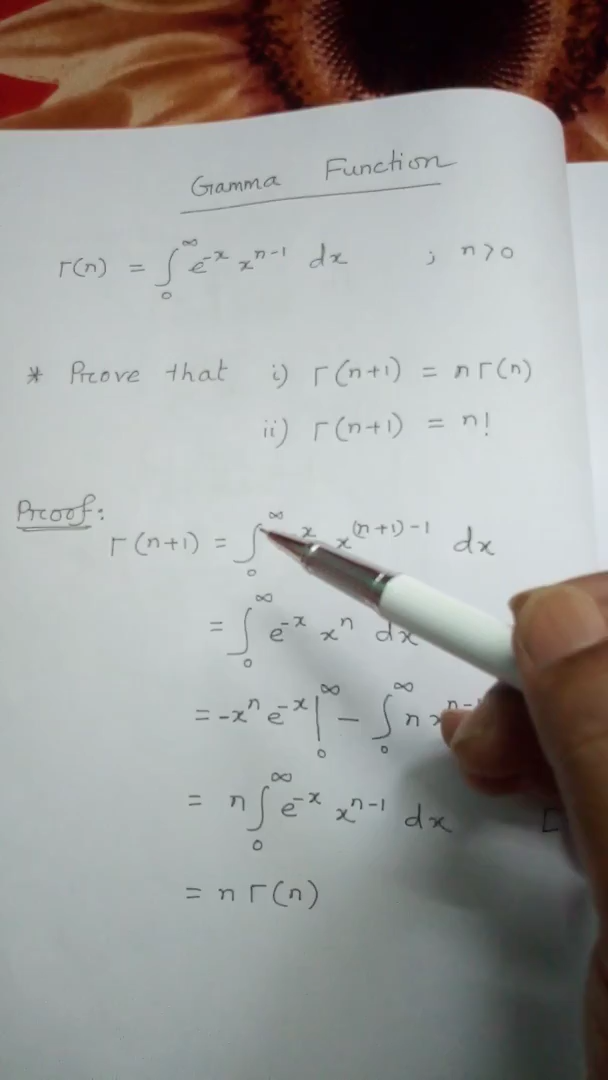 Gamma Function
Γ(n) = ∫₀^∞ e^-x x^n-1 dx ; n>0
* Prove that i) Γ(n+1) = nΓ(n)
ii) Γ(n+1) = n!
Proof:
Γ(n+1) = ∫₀^∞ x x^(n+1)-1 dx
= ∫₀^∞ e^-x x^n dx
= -x^n e^-x |₀^∞ - ∫₀^∞ n
= n ∫₀^∞ e^-x x^n-1 dx [
= n Γ(n)